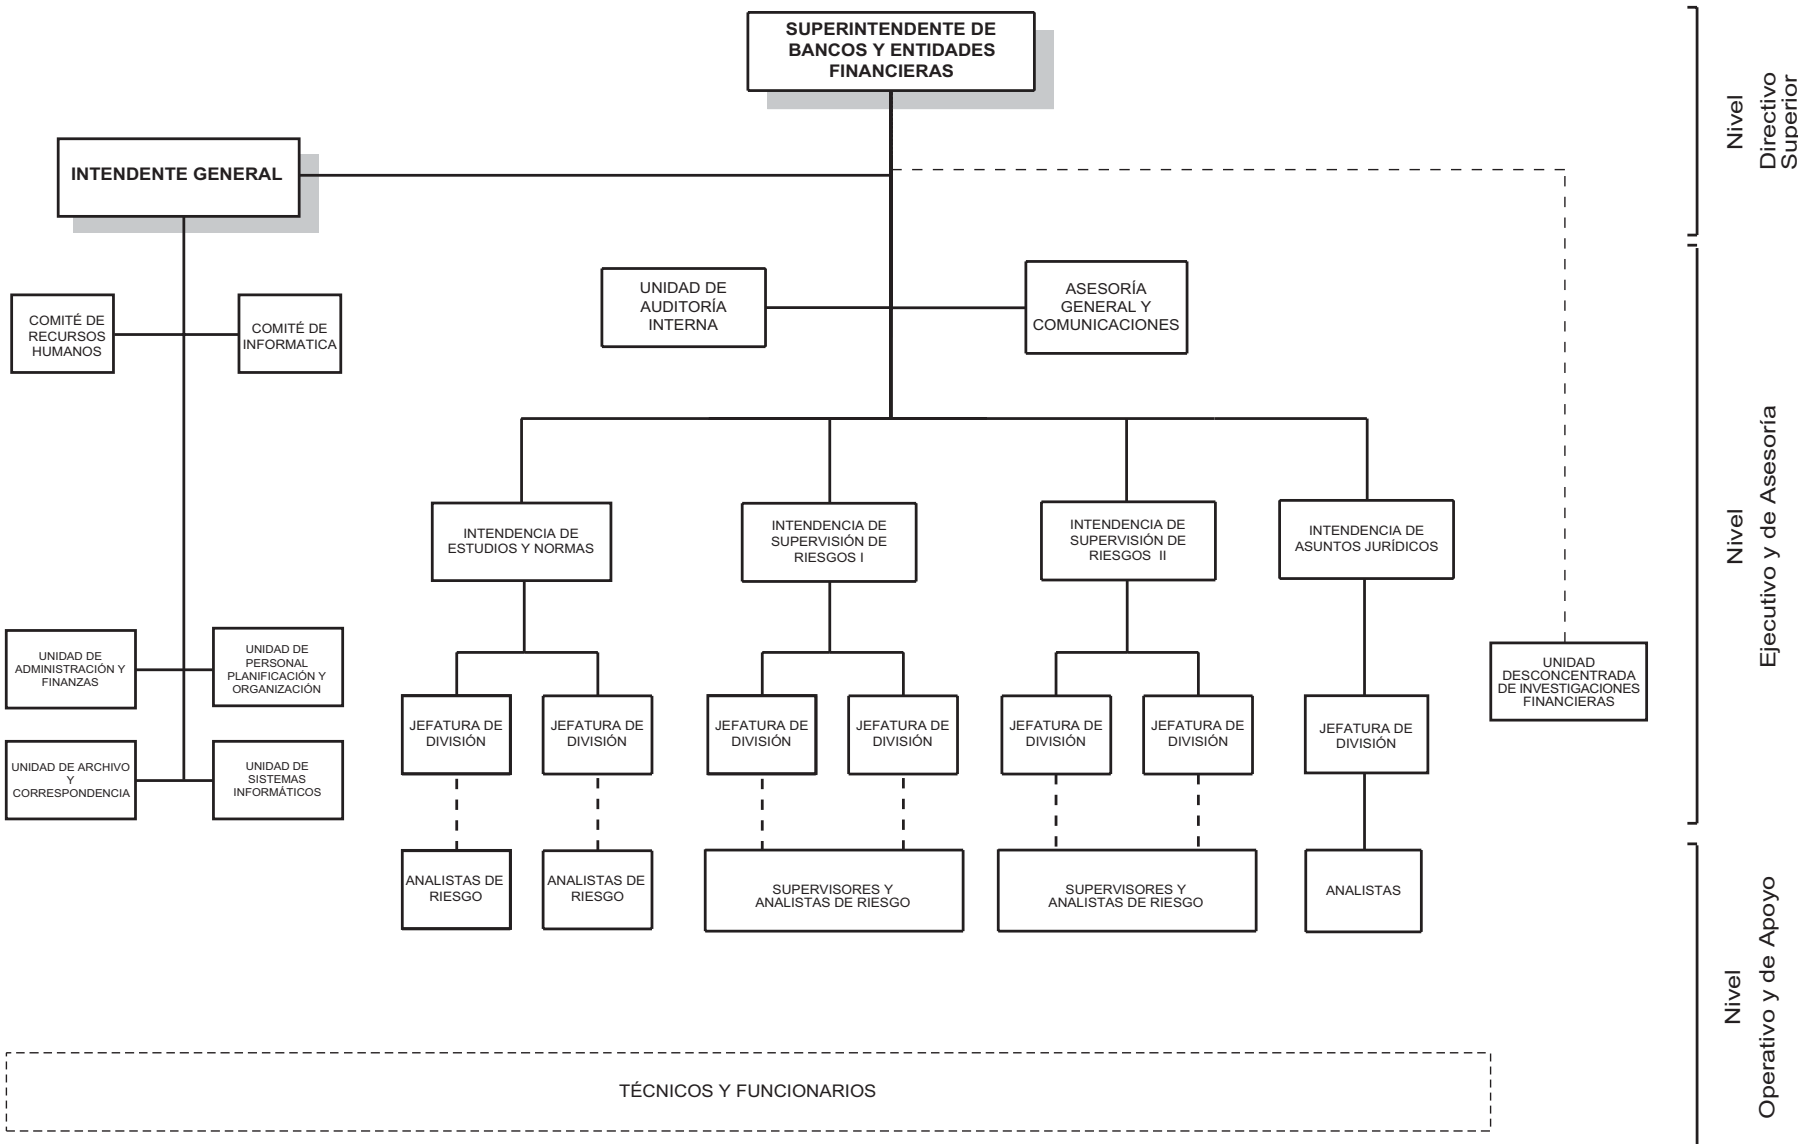 SUPERINTENDENTE DE
BANCOS Y ENTIDADES
FINANCIERAS
INTENDENTE GENERAL
Nivel
Directivo
Superior
UNIDAD DE
AUDITORÍA
INTERNA
ASESORÍA
GENERAL Y
COMUNICACIONES
COMITÉ DE
RECURSOS
HUMANOS
COMITÉ DE
INFORMATICA
INTENDENCIA DE
ESTUDIOS Y NORMAS
INTENDENCIA DE
SUPERVISIÓN DE
RIESGOS I
INTENDENCIA DE
SUPERVISIÓN DE
RIESGOS II
INTENDENCIA DE
ASUNTOS JURÍDICOS
Nivel
Ejecutivo y de Asesoría
UNIDAD DE
ADMINISTRACIÓN Y
FINANZAS
UNIDAD DE
PERSONAL
PLANIFICACIÓN Y
ORGANIZACIÓN
UNIDAD
DESCONCENTRADA
DE INVESTIGACIONES
FINANCIERAS
UNIDAD DE ARCHIVO
Y
CORRESPONDENCIA
UNIDAD DE
SISTEMAS
INFORMÁTICOS
JEFATURA DE
DIVISIÓN
JEFATURA DE
DIVISIÓN
JEFATURA DE
DIVISIÓN
JEFATURA DE
DIVISIÓN
JEFATURA DE
DIVISIÓN
JEFATURA DE
DIVISIÓN
JEFATURA DE
DIVISIÓN
ANALISTAS DE
RIESGO
ANALISTAS DE
RIESGO
SUPERVISORES Y
ANALISTAS DE RIESGO
SUPERVISORES Y
ANALISTAS DE RIESGO
ANALISTAS
Nivel
Operativo y de Apoyo
TÉCNICOS Y FUNCIONARIOS